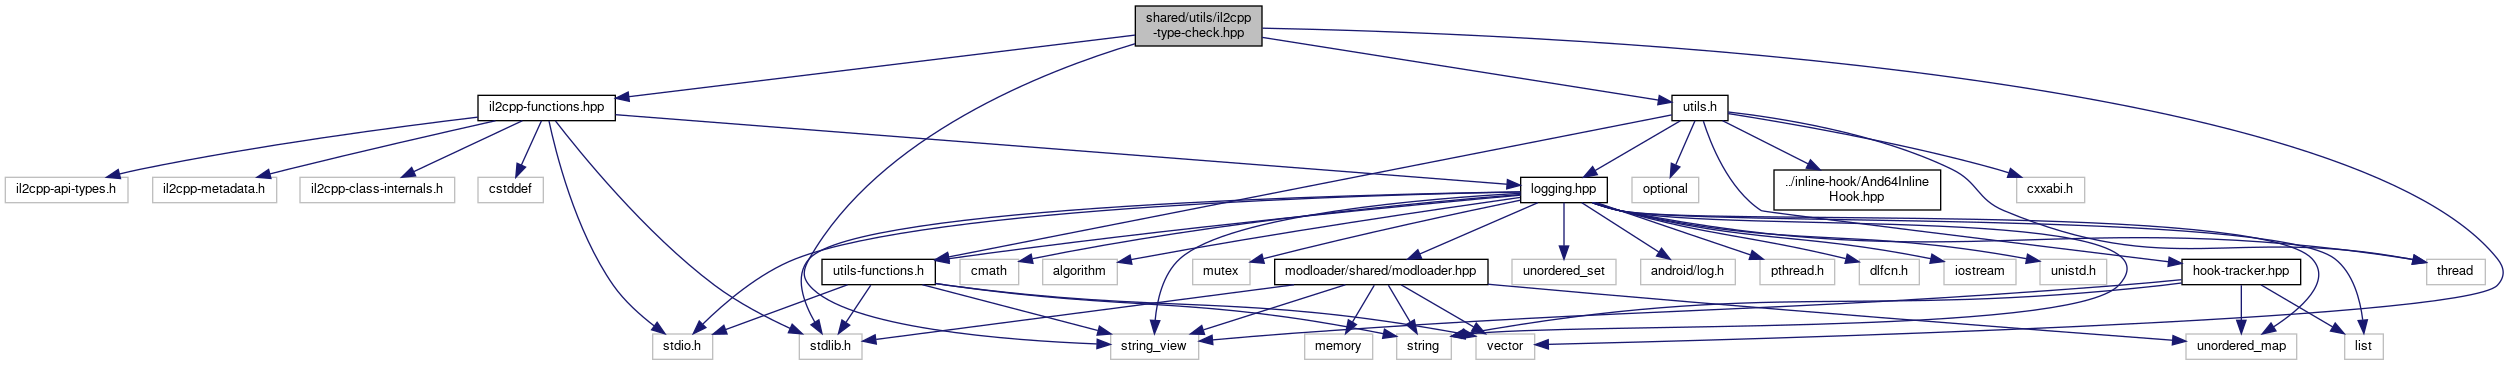 shared/utils/il2cpp
-type-check.hpp
il2cpp-functions.hpp
utils.h
il2cpp-api-types.h
il2cpp-metadata.h
il2cpp-class-internals.h
cstddef
logging.hpp
optional
../inline-hook/And64Inline
Hook.hpp
cxxabi.h
utils-functions.h
cmath
algorithm
mutex
modloader/shared/modloader.hpp
unordered_set
android/log.h
pthread.h
dlfcn.h
iostream
unistd.h
hook-tracker.hpp
thread
stdio.h
stdlib.h
string_view
memory
string
vector
unordered_map
list